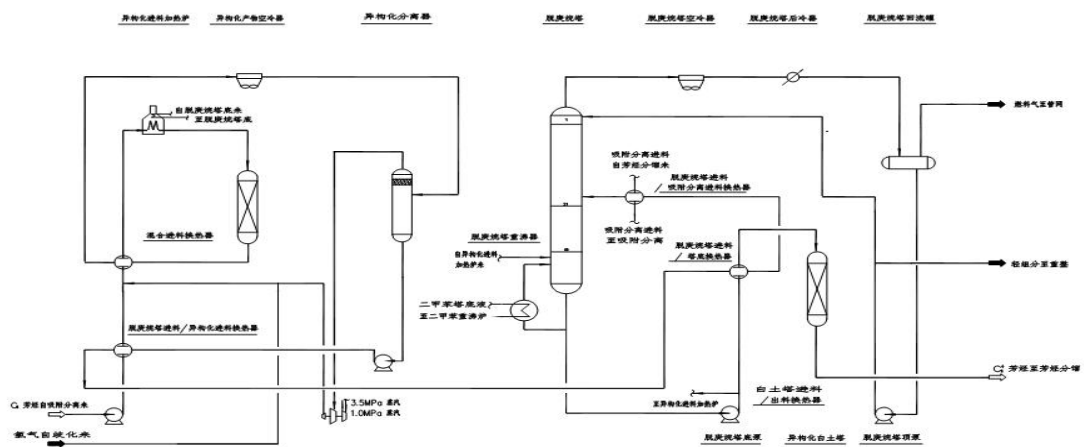 异构化进料加热炉
异构化产物空冷器
异构化分离器
脱庚烷塔
脱庚烷塔空冷器
脱庚烷塔后冷器
脱庚烷塔回流罐
自脱庚烷塔底来
至脱庚烷塔底
燃料气至管网
吸附分离进料
自芳烃分馏来
脱庚烷塔进料
/吸附分离进料换热器
混合进料换热器
脱庚烷塔重沸器
吸附分离进料
至吸附分离
脱庚烷塔进料
/塔底换热器
自异构化进料
加热炉来
轻组分至重整
二甲苯塔底液
至二甲苯重沸炉
脱庚烷塔进料/异构化进料换热器
芳烃至芳烃分馏
白土塔进料
/出料换热器
3.5MPa 蒸汽
1.0MPa 蒸汽
至异构化进料加热炉
芳烃自吸附分离来
氢气自歧化来
脱庚烷塔底泵
异构化白土塔
脱庚烷塔顶泵